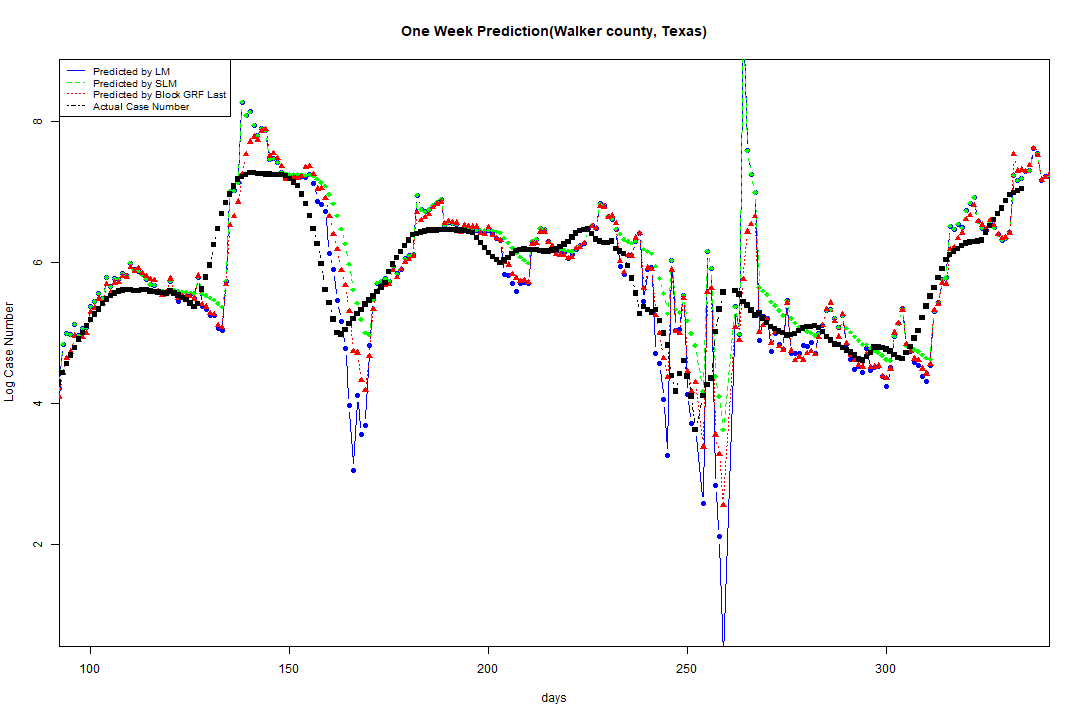 One Week Prediction(Walker county, Texas)
Predicted by LM
Predicted by SLM
Predicted by Block GRF Last
Actual Case Number
8
6
4
2
Log Case Number
100 150 200 250 300
days